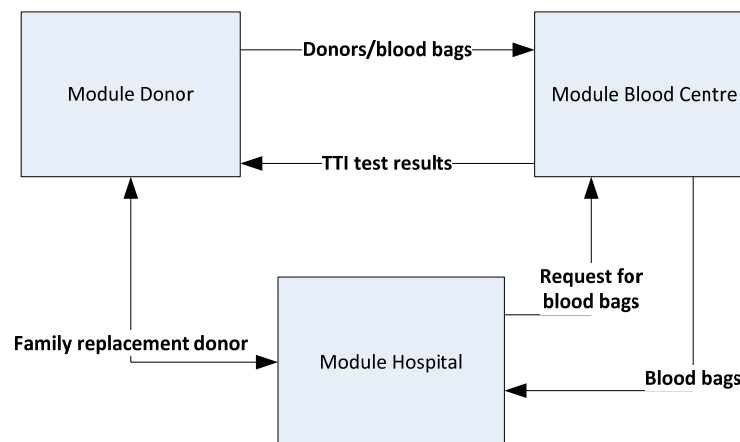 Donors/blood bags
Module Donor
Module Blood Centre
TTI test results
Request for
blood bags
Family replacement donor
Module Hospital
Blood bags